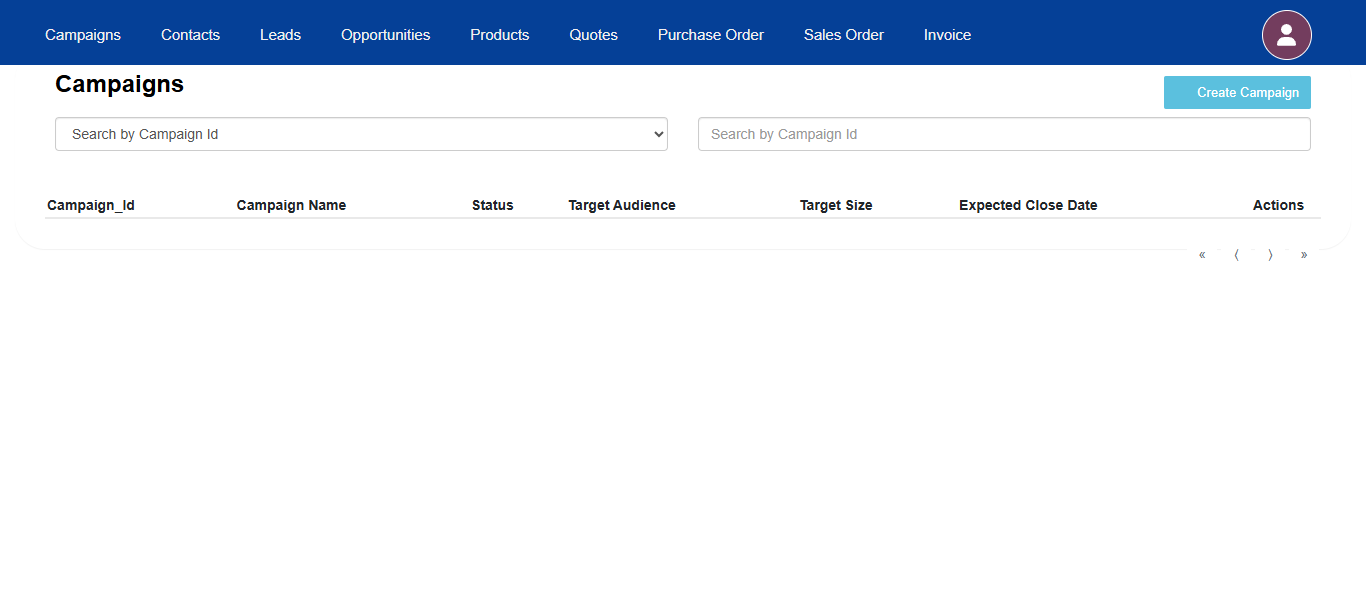 Campaigns Contacts Leads Opportunities Products Quotes Purchase Order Sales Order Invoice
Campaigns
Create Campaign
Search by Campaign Id Search by Campaign Id
Campaign_Id Campaign Name Status Target Audience Target Size Expected Close Date Actions
« ⟨ ⟩ »